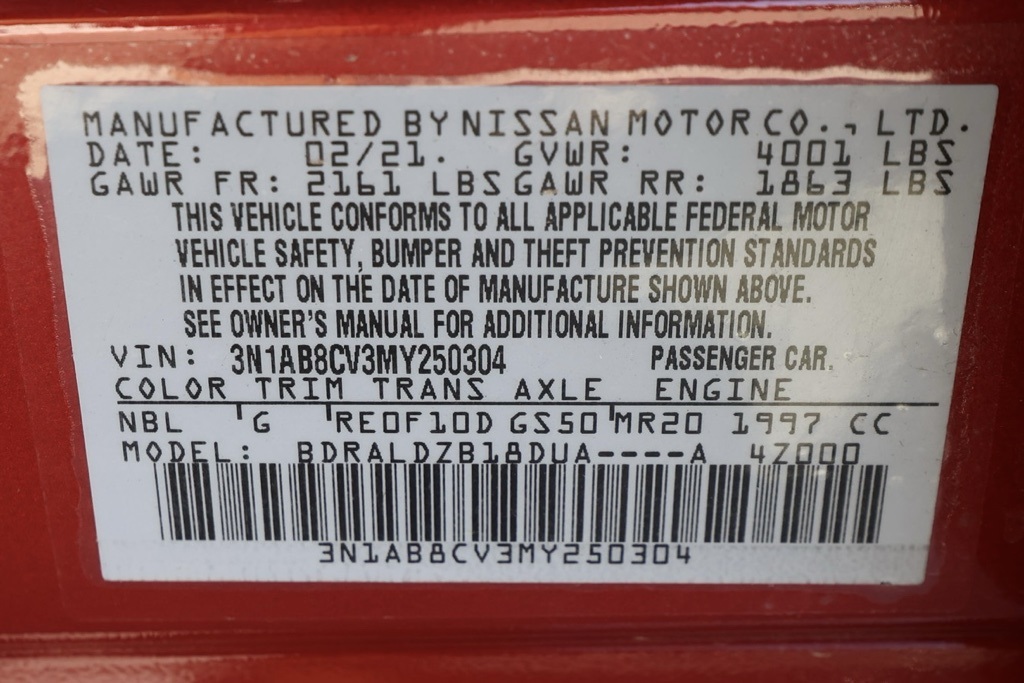 MANUFACTURED BY NISSAN MOTOR CO., LTD.
DATE: 02/21. GVWR: 4001 LBS
GAWR FR: 2161 LBS GAWR RR: 1863 LBS
THIS VEHICLE CONFORMS TO ALL APPLICABLE FEDERAL MOTOR
VEHICLE SAFETY, BUMPER AND THEFT PREVENTION STANDARDS
IN EFFECT ON THE DATE OF MANUFACTURE SHOWN ABOVE.
SEE OWNER'S MANUAL FOR ADDITIONAL INFORMATION.
VIN: 3N1AB8CV3MY250304 PASSENGER CAR.
COLOR TRIM TRANS AXLE ENGINE
NBL G RE0F10D GS50 MR20 1997 CC
MODEL: BDRALDZB18DUA----A 4Z000
3N1AB8CV3MY250304